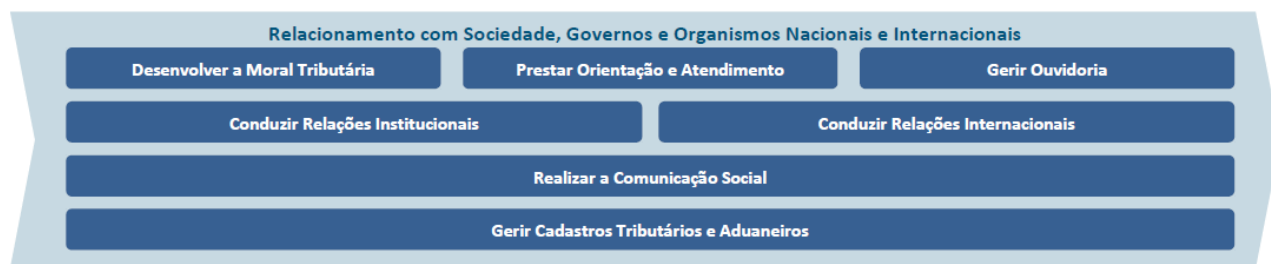 Relacionamento com Sociedade, Governos e Organismos Nacionais e Internacionais
Desenvolver a Moral Tributária
Prestar Orientação e Atendimento
Gerir Ouvidoria
Conduzir Relações Institucionais
Conduzir Relações Internacionais
Realizar a Comunicação Social
Gerir Cadastros Tributários e Aduaneiros